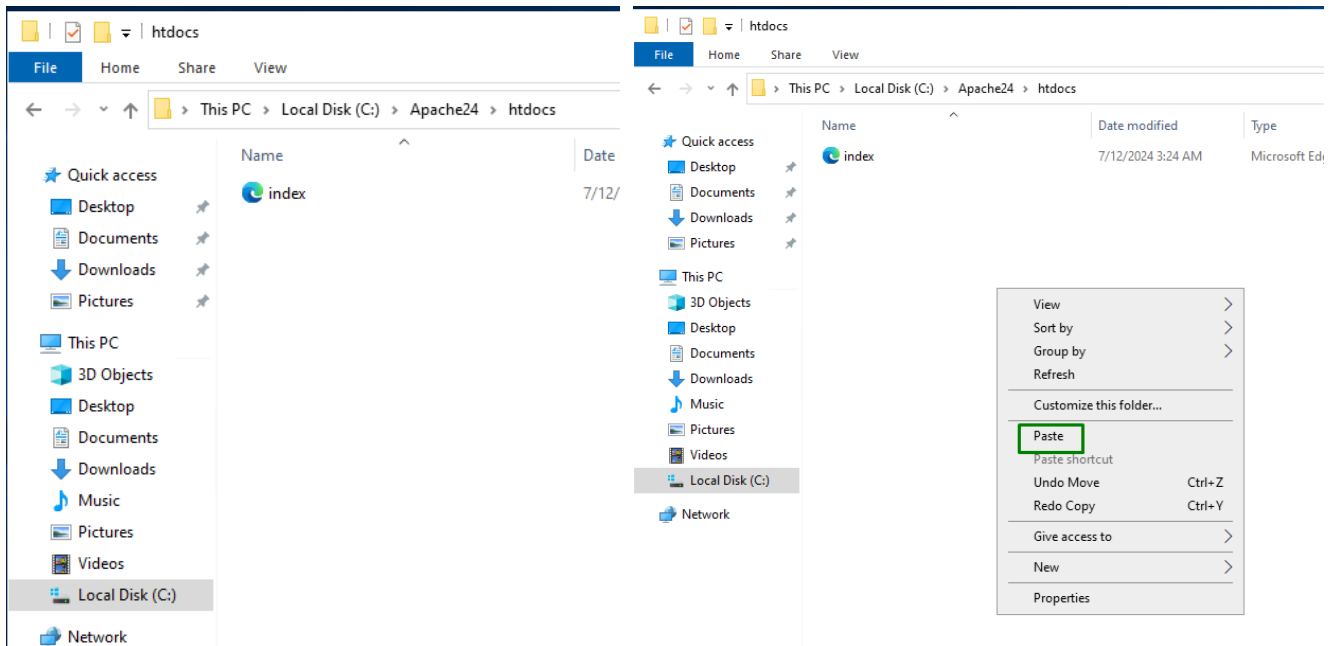 htdocs
File Home Share View
This PC > Local Disk (C:) > Apache24 > htdocs
Name Date
Quick access
index
Desktop
Documents
Downloads
Pictures
This PC
3D Objects
Desktop
Documents
Downloads
Music
Pictures
Videos
Local Disk (C:)
Network
htdocs
File Home Share View
This PC > Local Disk (C:) > Apache24 > htdocs
Name Date modified Type
Quick access
index 7/12/2024 3:24 AM Microsoft Ed
Desktop
Documents
Downloads
Pictures
This PC
3D Objects
Desktop
Documents
Downloads
Music
Pictures
Videos
Local Disk (C:)
Network
View
Sort by
Group by
Refresh
Customize this folder...
Paste
Paste shortcut
Undo Move Ctrl+Z
Redo Copy Ctrl+Y
Give access to
New
Properties